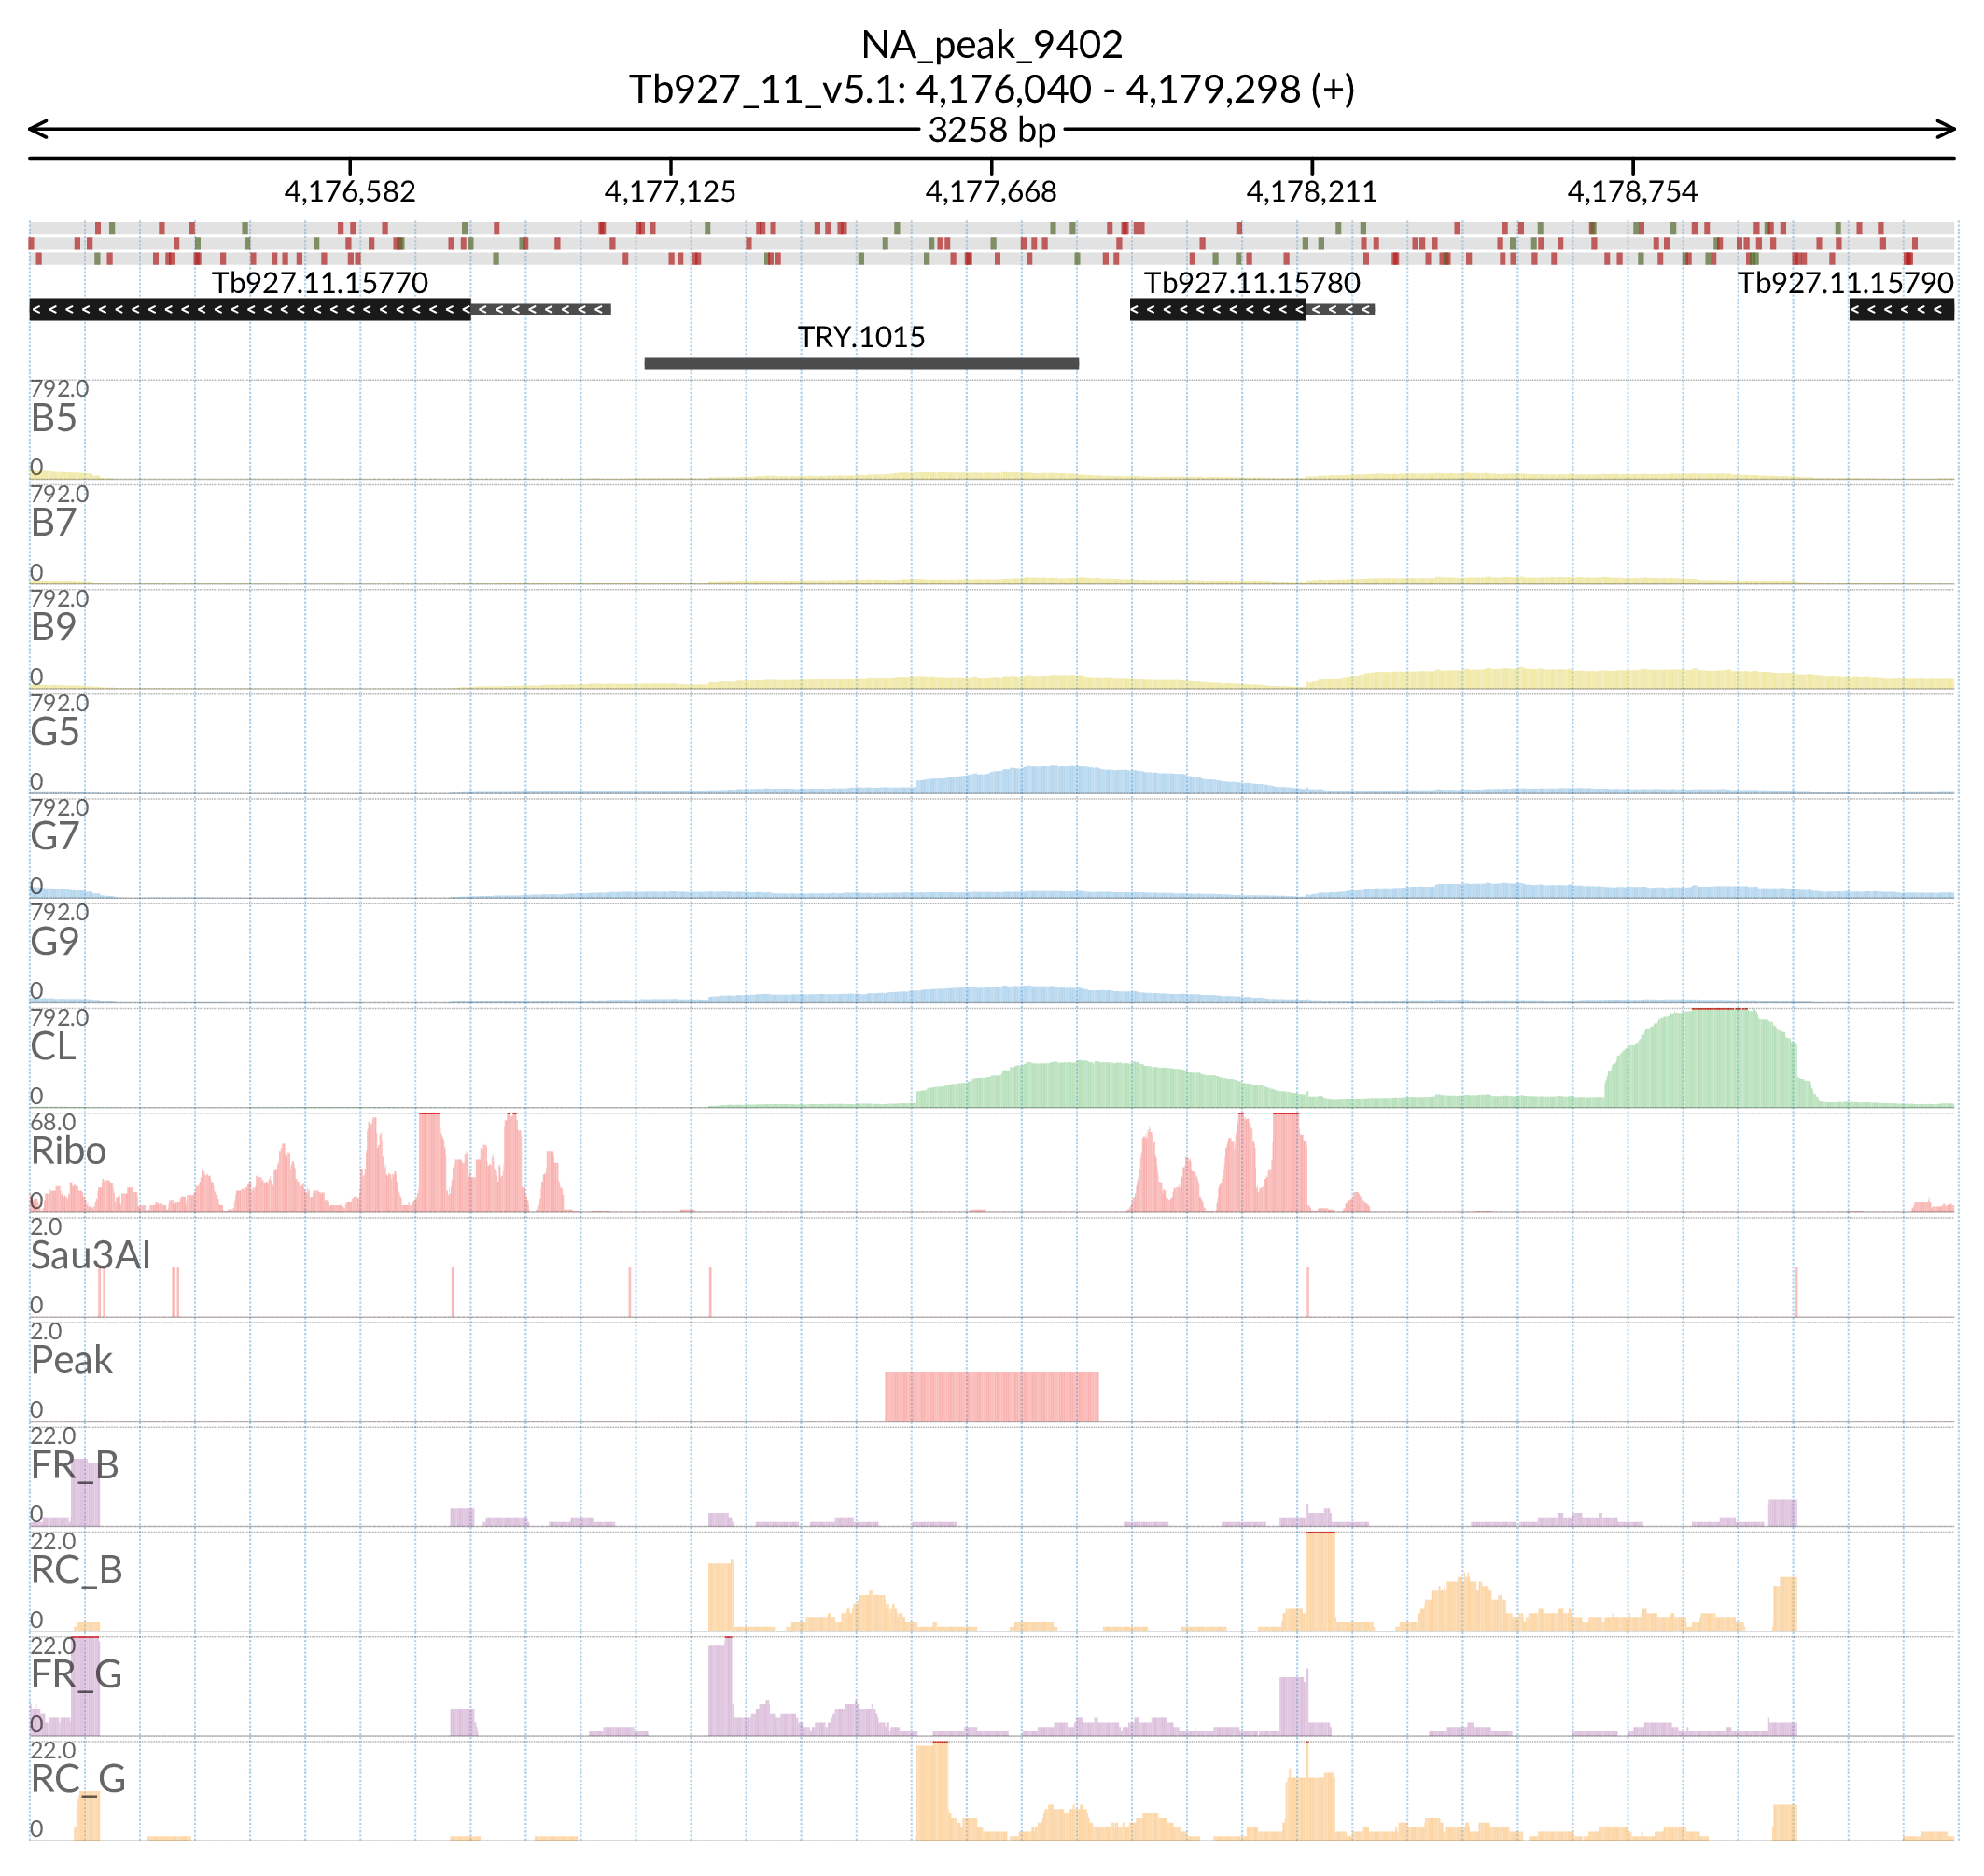 NA_peak_9402
Tb927_11_v5.1: 4,176,040 - 4,179,298 (+)
3258 bp
4,176,582 4,177,125 4,177,668 4,178,211 4,178,754
Tb927.11.15770 Tb927.11.15780 Tb927.11.15790
TRY.1015
792.0
B5
0
792.0
B7
0
792.0
B9
0
792.0
G5
0
792.0
G7
0
792.0
G9
0
792.0
CL
0
68.0
Ribo
0
2.0
Sau3AI
0
2.0
Peak
0
22.0
FR_B
0
22.0
RC_B
0
22.0
FR_G
0
22.0
RC_G
0